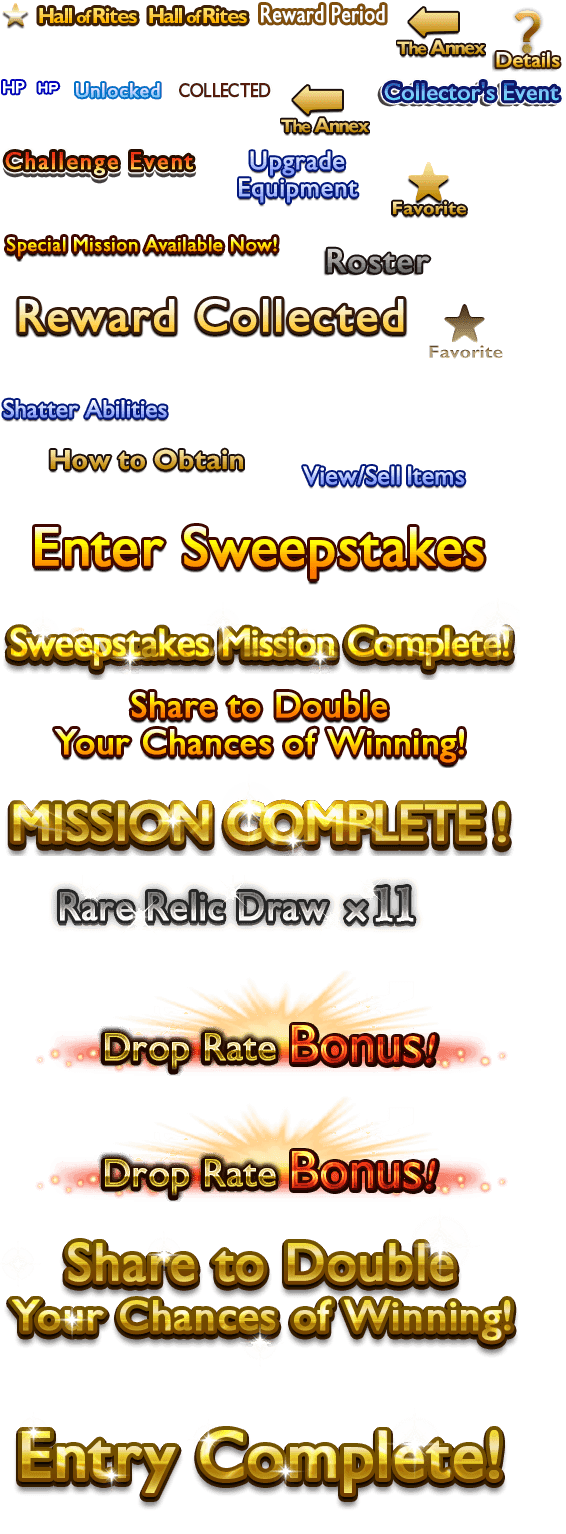 Hall of Rites Hall of Rites Reward Period
The Annex
?
Details
HP HP Unlocked COLLECTED
The Annex
Collector's Event
Challenge Event
Upgrade
Equipment
Favorite
Special Mission Available Now!
Roster
Reward Collected
Favorite
Shatter Abilities
How to Obtain
View/Sell Items
Enter Sweepstakes
Sweepstakes Mission Complete!
Share to Double
Your Chances of Winning!
MISSION COMPLETE!
Rare Relic Draw ×11
Drop Rate Bonus!
Drop Rate Bonus!
Share to Double
Your Chances of Winning!
Entry Complete!